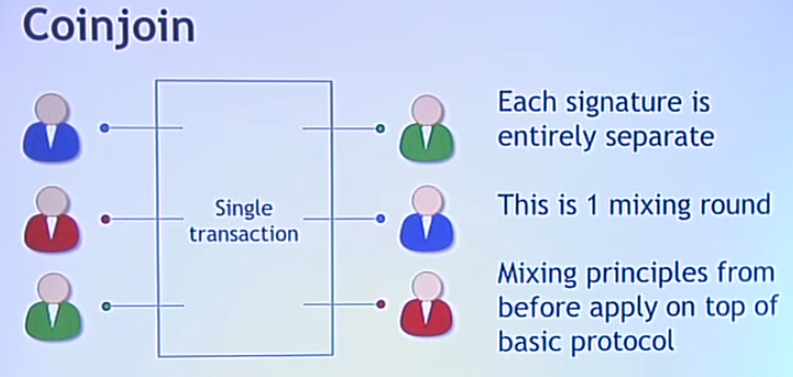 Coinjoin
Each signature is
entirely separate
Single
transaction
This is 1 mixing round
Mixing principles from
before apply on top of
basic protocol